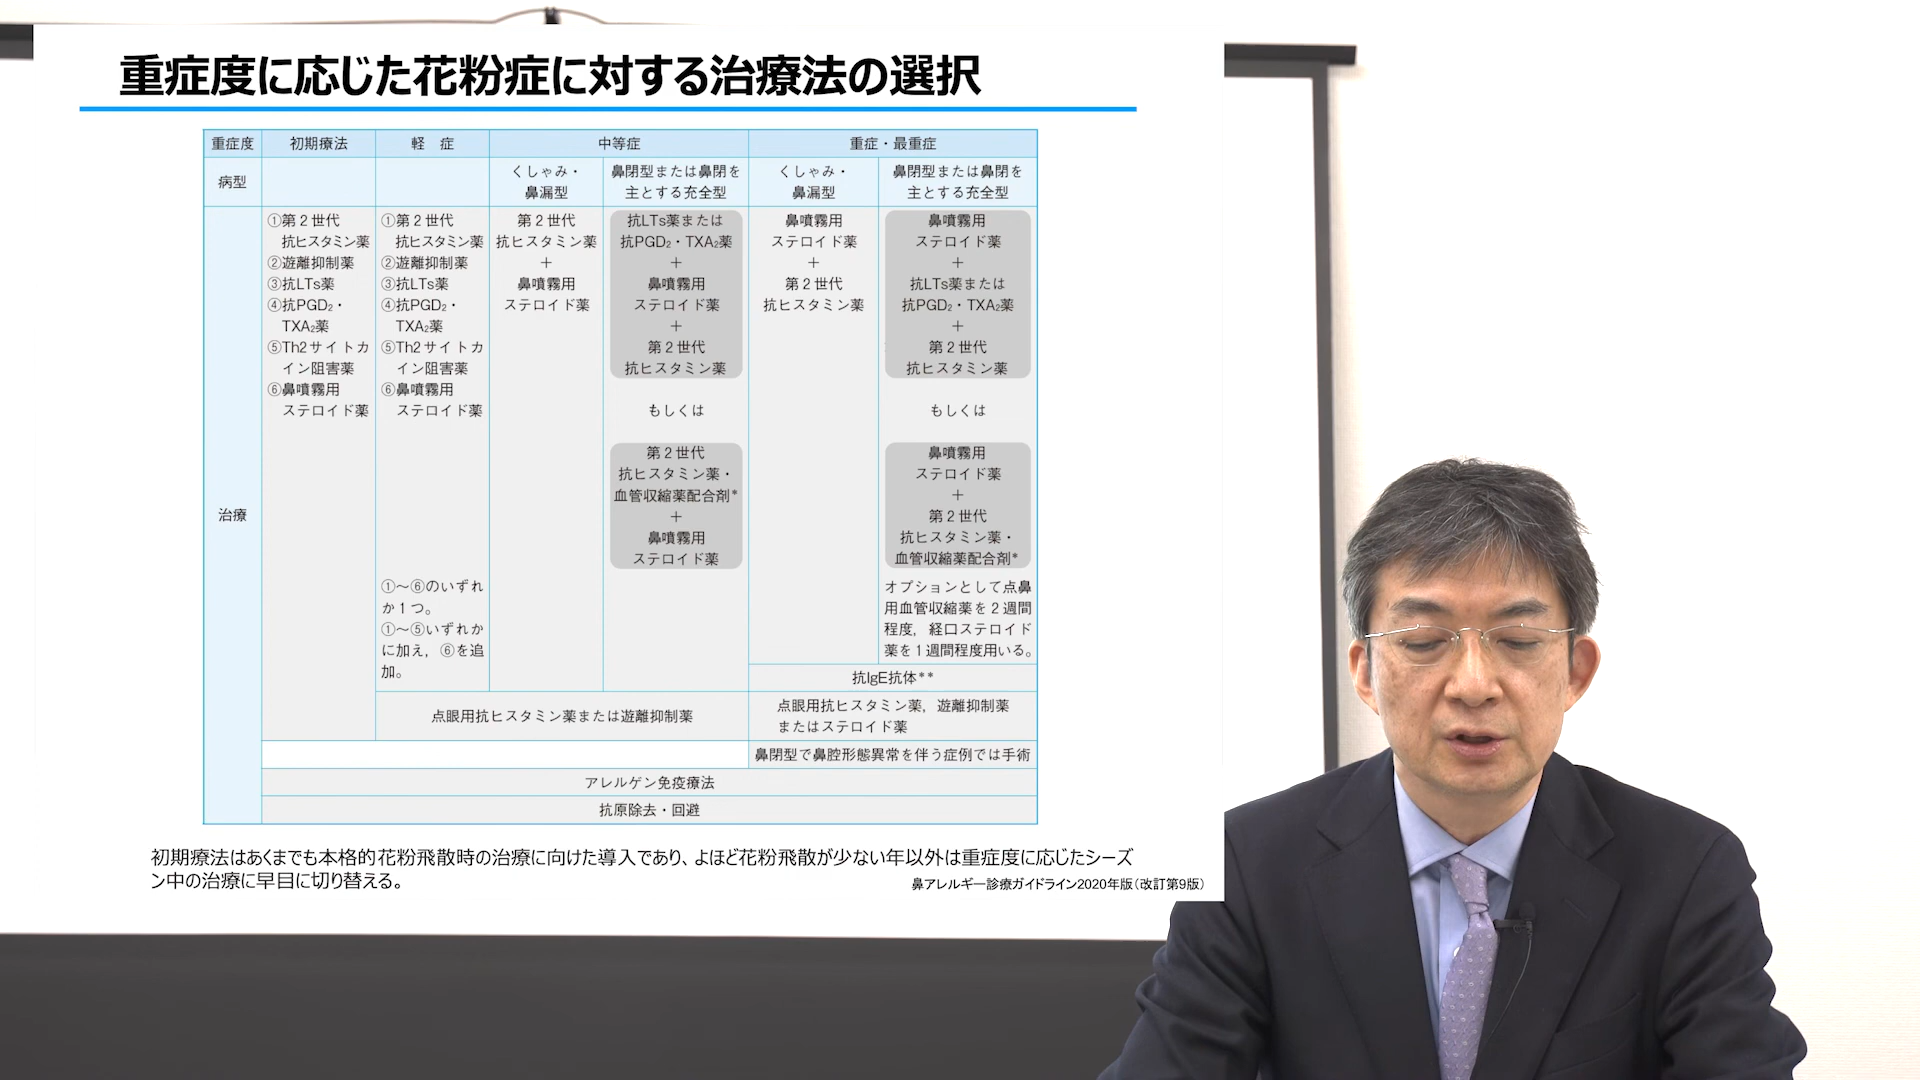 重症度に応じた花粉症に対する治療法の選択
重症度
初期療法
軽　症
中等症
重症・最重症
病型
くしゃみ・
鼻漏型
鼻閉型または鼻閉を
主とする充全型
くしゃみ・
鼻漏型
鼻閉型または鼻閉を
主とする充全型
治療
①第２世代
抗ヒスタミン薬
②遊離抑制薬
③抗LTs薬
④抗PGD₂・
TXA₂薬
⑤Th2サイトカ
イン阻害薬
⑥鼻噴霧用
ステロイド薬
①第２世代
抗ヒスタミン薬
②遊離抑制薬
③抗LTs薬
④抗PGD₂・
TXA₂薬
⑤Th2サイトカ
イン阻害薬
⑥鼻噴霧用
ステロイド薬
①〜⑥のいずれ
か１つ。
①〜⑤いずれか
に加え，⑥を追
加。
第２世代
抗ヒスタミン薬
＋
鼻噴霧用
ステロイド薬
抗LTs薬または
抗PGD₂・TXA₂薬
＋
鼻噴霧用
ステロイド薬
＋
第２世代
抗ヒスタミン薬
もしくは
第２世代
抗ヒスタミン薬・
血管収縮薬配合剤*
＋
鼻噴霧用
ステロイド薬
鼻噴霧用
ステロイド薬
＋
第２世代
抗ヒスタミン薬
鼻噴霧用
ステロイド薬
＋
抗LTs薬または
抗PGD₂・TXA₂薬
＋
第２世代
抗ヒスタミン薬
もしくは
鼻噴霧用
ステロイド薬
＋
第２世代
抗ヒスタミン薬・
血管収縮薬配合剤*
オプションとして点鼻
用血管収縮薬を２週間
程度，経口ステロイド
薬を１週間程度用いる。
抗IgE抗体**
点眼用抗ヒスタミン薬または遊離抑制薬
点眼用抗ヒスタミン薬，遊離抑制薬
またはステロイド薬
鼻閉型で鼻腔形態異常を伴う症例では手術
アレルゲン免疫療法
抗原除去・回避
初期療法はあくまでも本格的花粉飛散時の治療に向けた導入であり、よほど花粉飛散が少ない年以外は重症度に応じたシーズ
ン中の治療に早目に切り替える。
鼻アレルギー診療ガイドライン2020年版（改訂第9版）